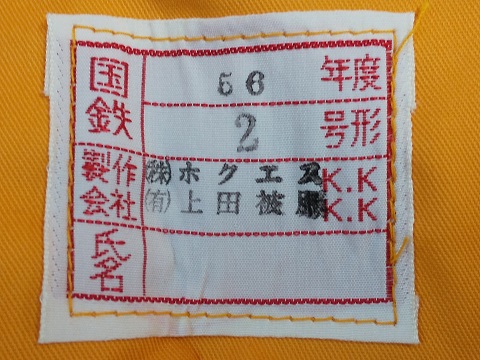 国鉄 56 年度
2 号形
製作会社 ㈱ホクエス K.K
㈲上田被服 K.K
氏名